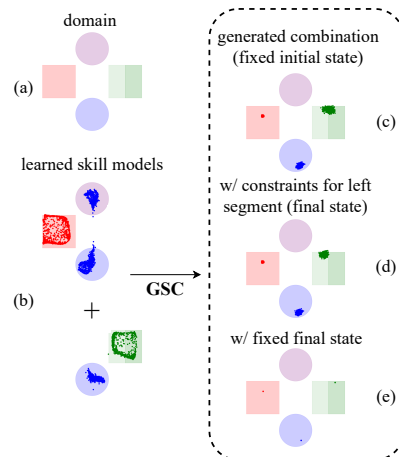 domain
(a)
learned skill models
(b)
+
GSC
generated combination
(fixed initial state)
(c)
w/ constraints for left
segment (final state)
(d)
w/ fixed final state
(e)